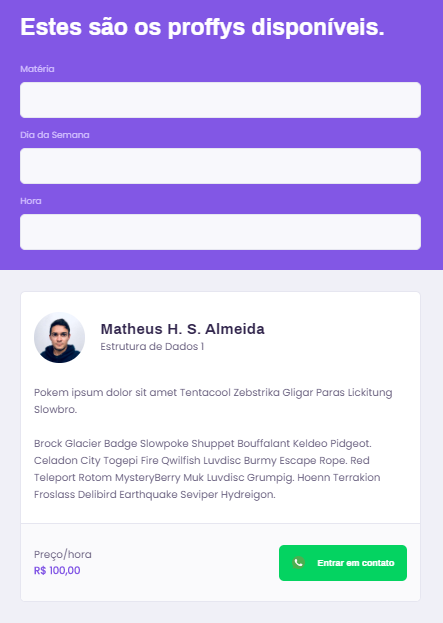 Estes são os proffys disponíveis.
Matéria
Dia da Semana
Hora
Matheus H. S. Almeida
Estrutura de Dados 1
Pokem ipsum dolor sit amet Tentacool Zebstrika Gligar Paras Lickitung
Slowbro.
Brock Glacier Badge Slowpoke Shuppet Bouffalant Keldeo Pidgeot.
Celadon City Togepi Fire Qwilfish Luvdisc Burmy Escape Rope. Red
Teleport Rotom MysteryBerry Muk Luvdisc Grumpig. Hoenn Terrakion
Froslass Delibird Earthquake Seviper Hydreigon.
Preço/hora
R$ 100,00
Entrar em contato